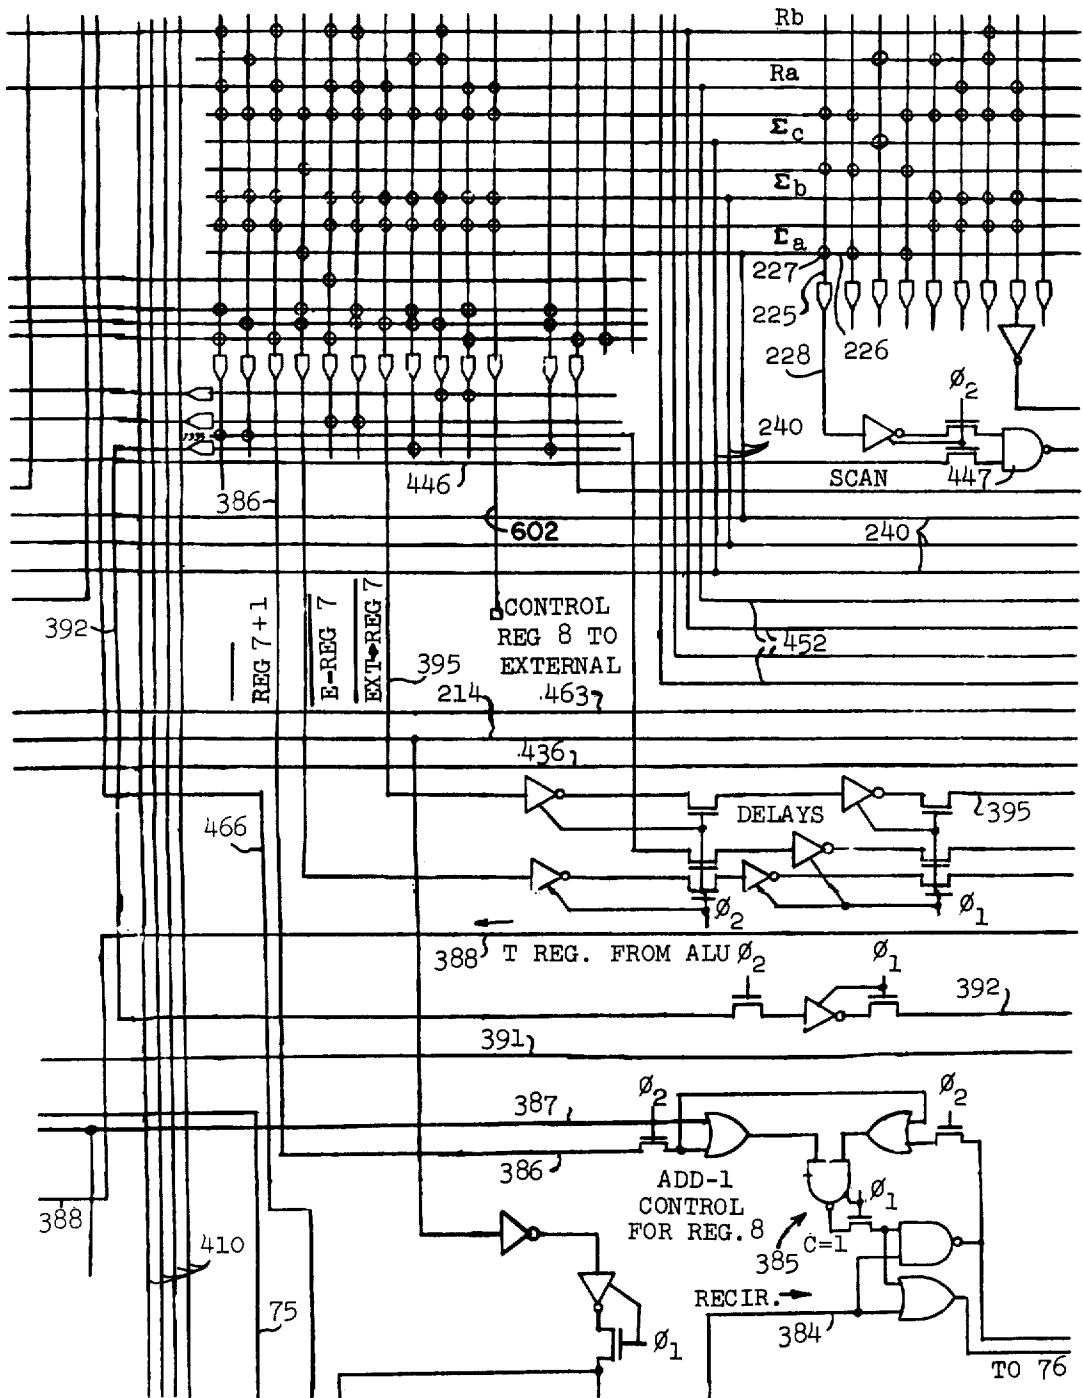 Rb
Ra
Σc
Σb
Σa
227
225
228
226
Ø2
240
SCAN
447
386
446
602
240
392
REG 7+1
E-REG 7
EXT→REG 7
CONTROL
REG 8 TO
EXTERNAL
395
452
214
463
436
DELAYS
395
466
Ø2
Ø1
388
T REG. FROM ALU
Ø2
Ø1
392
391
387
Ø2
Ø2
386
ADD-1
CONTROL
FOR REG. 8
Ø1
388
385
C=1
410
RECIR.→
75
384
Ø1
TO 76